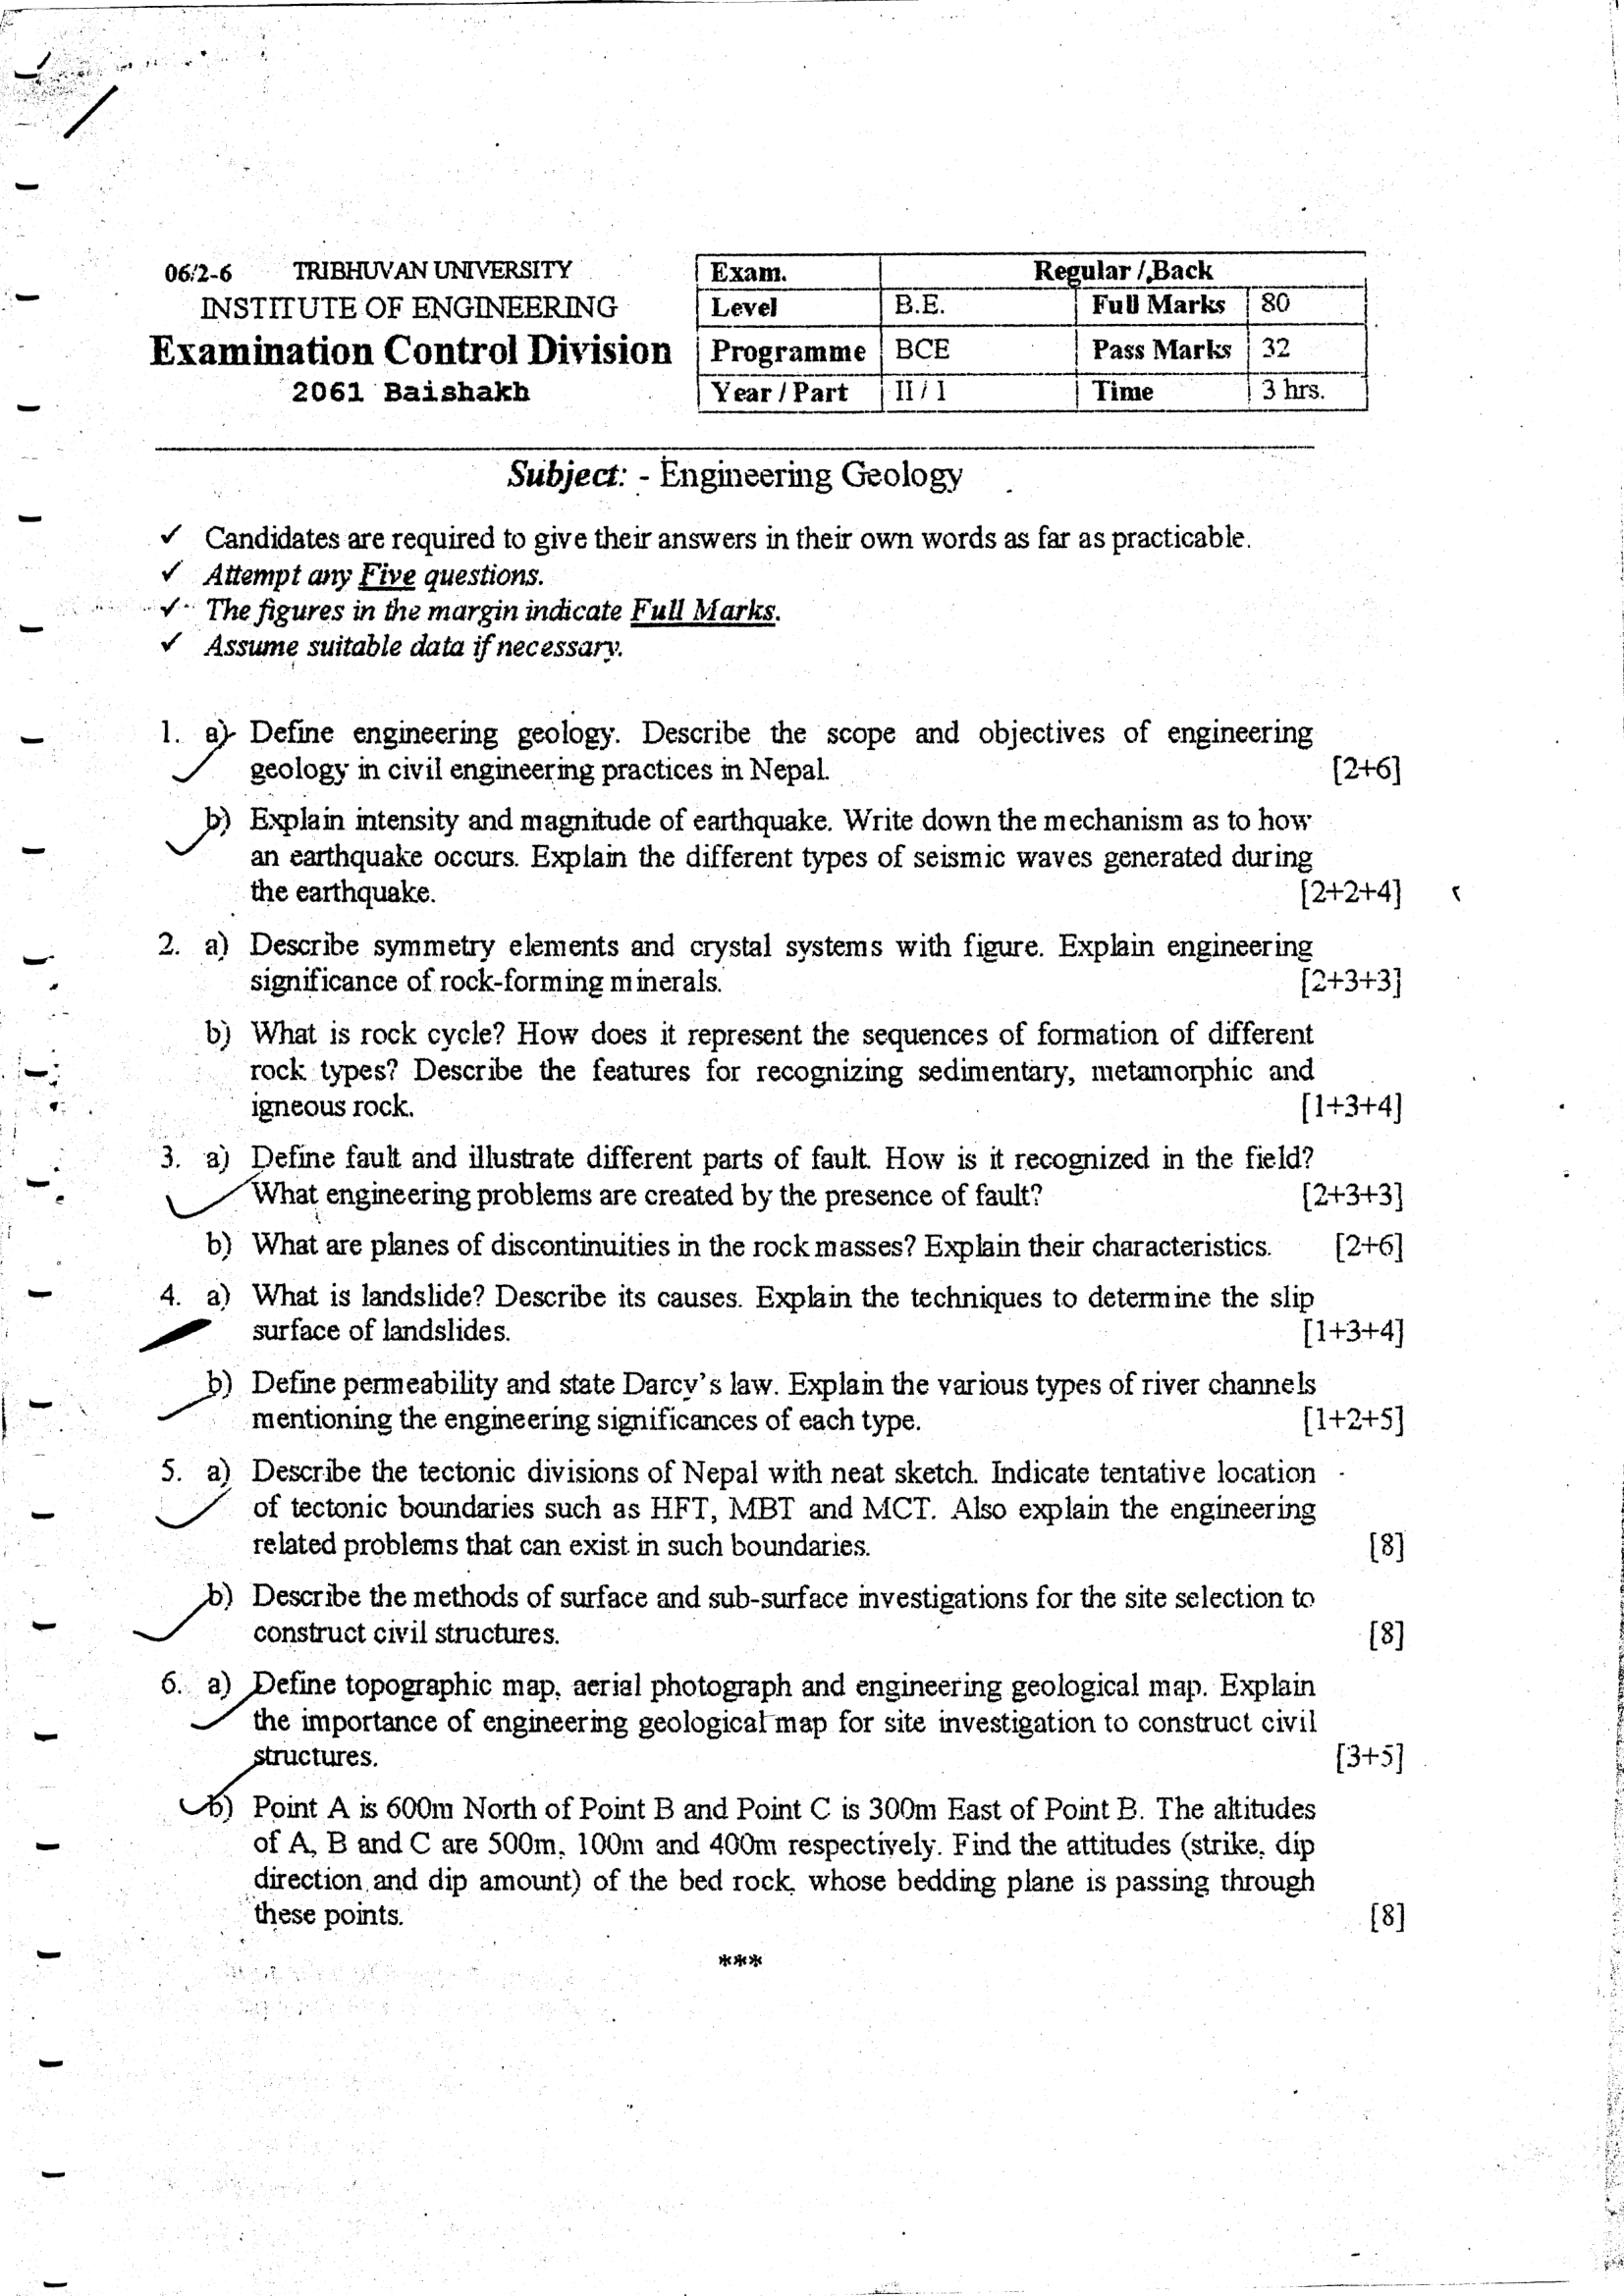 06/2-6 TRIBHUVAN UNIVERSITY
INSTITUTE OF ENGINEERING
Examination Control Division
2061 Baishakh
Exam. Regular / Back
Level B.E. Full Marks 80
Programme BCE Pass Marks 32
Year / Part II / I Time 3 hrs.
Subject: - Engineering Geology
✓ Candidates are required to give their answers in their own words as far as practicable.
✓ Attempt any Five questions.
✓ The figures in the margin indicate Full Marks.
✓ Assume suitable data if necessary.
1. a) Define engineering geology. Describe the scope and objectives of engineering
geology in civil engineering practices in Nepal. [2+6]
b) Explain intensity and magnitude of earthquake. Write down the mechanism as to how
an earthquake occurs. Explain the different types of seismic waves generated during
the earthquake. [2+2+4]
2. a) Describe symmetry elements and crystal systems with figure. Explain engineering
significance of rock-forming minerals. [2+3+3]
b) What is rock cycle? How does it represent the sequences of formation of different
rock types? Describe the features for recognizing sedimentary, metamorphic and
igneous rock. [1+3+4]
3. a) Define fault and illustrate different parts of fault. How is it recognized in the field?
What engineering problems are created by the presence of fault? [2+3+3]
b) What are planes of discontinuities in the rock masses? Explain their characteristics. [2+6]
4. a) What is landslide? Describe its causes. Explain the techniques to determine the slip
surface of landslides. [1+3+4]
b) Define permeability and state Darcy's law. Explain the various types of river channels
mentioning the engineering significances of each type. [1+2+5]
5. a) Describe the tectonic divisions of Nepal with neat sketch. Indicate tentative location
of tectonic boundaries such as HFT, MBT and MCT. Also explain the engineering
related problems that can exist in such boundaries. [8]
b) Describe the methods of surface and sub-surface investigations for the site selection to
construct civil structures. [8]
6. a) Define topographic map, aerial photograph and engineering geological map. Explain
the importance of engineering geological map for site investigation to construct civil
structures. [3+5]
b) Point A is 600m North of Point B and Point C is 300m East of Point B. The altitudes
of A, B and C are 500m, 100m and 400m respectively. Find the attitudes (strike, dip
direction and dip amount) of the bed rock, whose bedding plane is passing through
these points. [8]
***